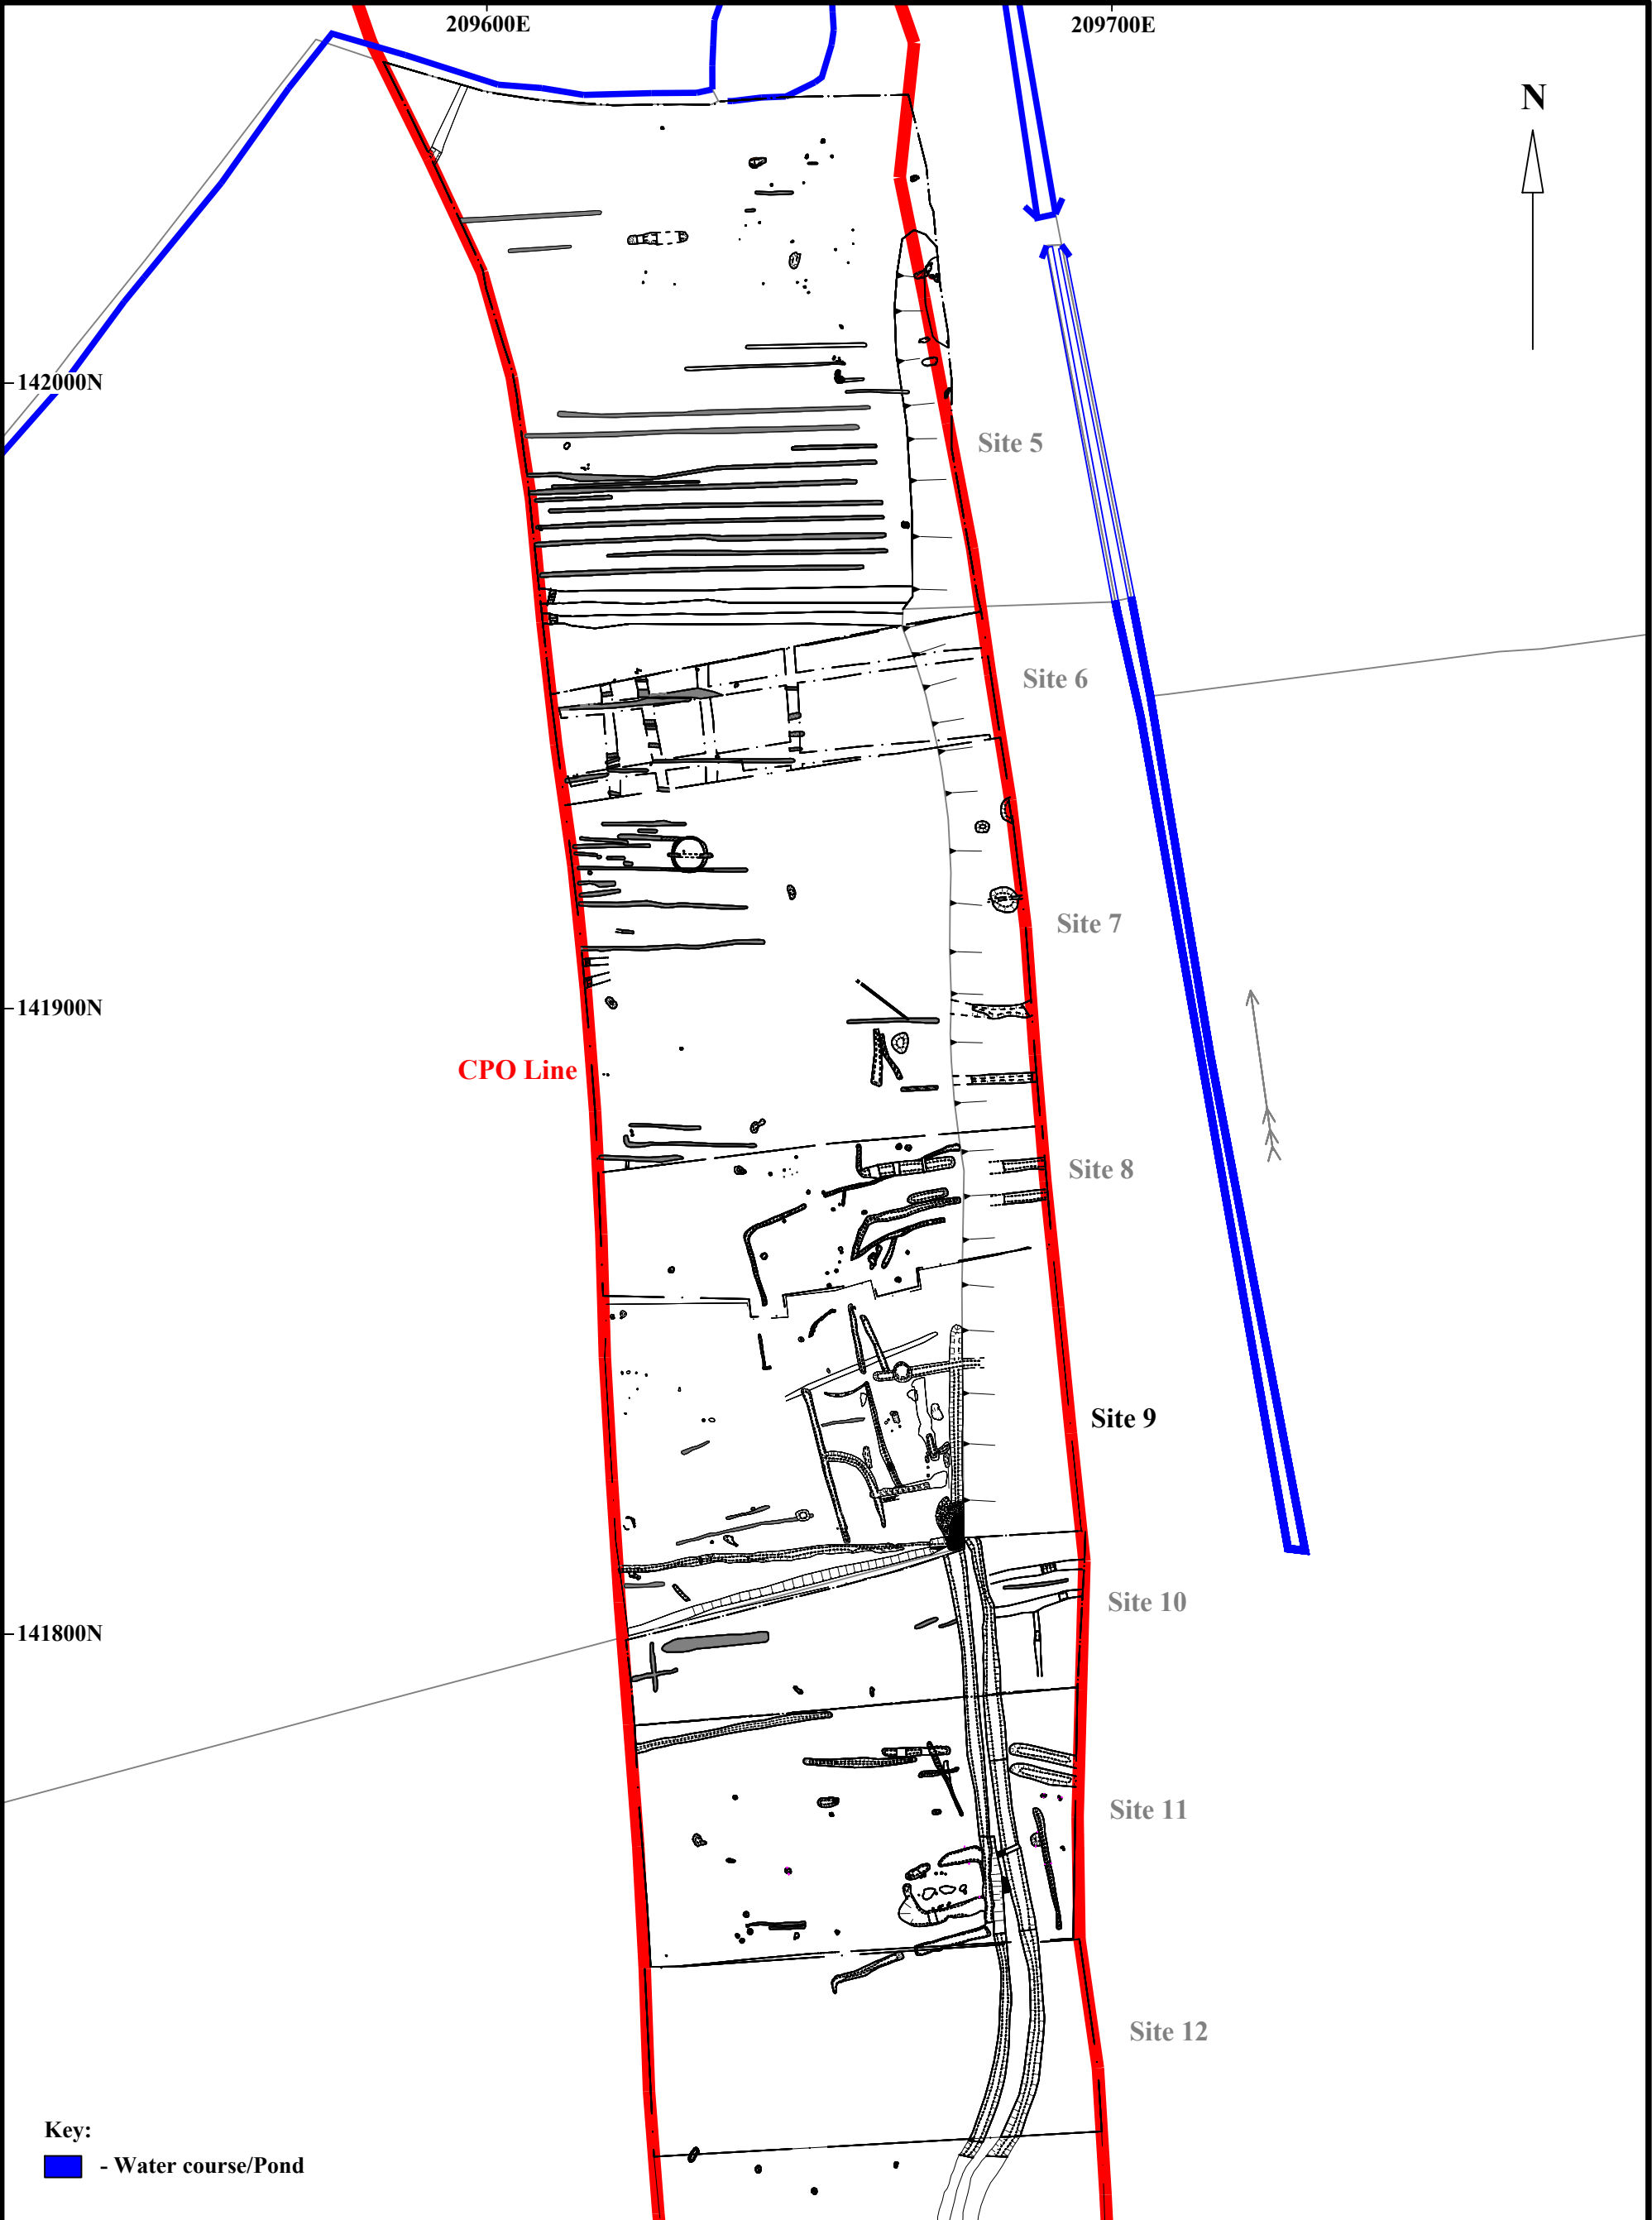 209600E
209700E
N
142000N
Site 5
Site 6
Site 7
141900N
CPO Line
Site 8
Site 9
Site 10
141800N
Site 11
Site 12
Key:
- Water course/Pond